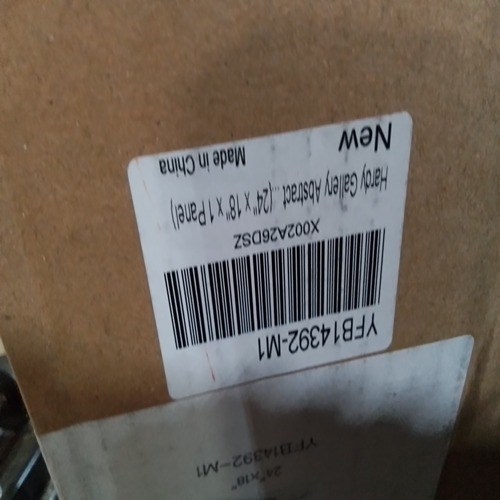 YFB14392-M1
X002A26DSZ
Hardy Gallery Abstract...(24" x 18" x 1 Panel)
New
Made in China
24"x18"
YFB14392-M1